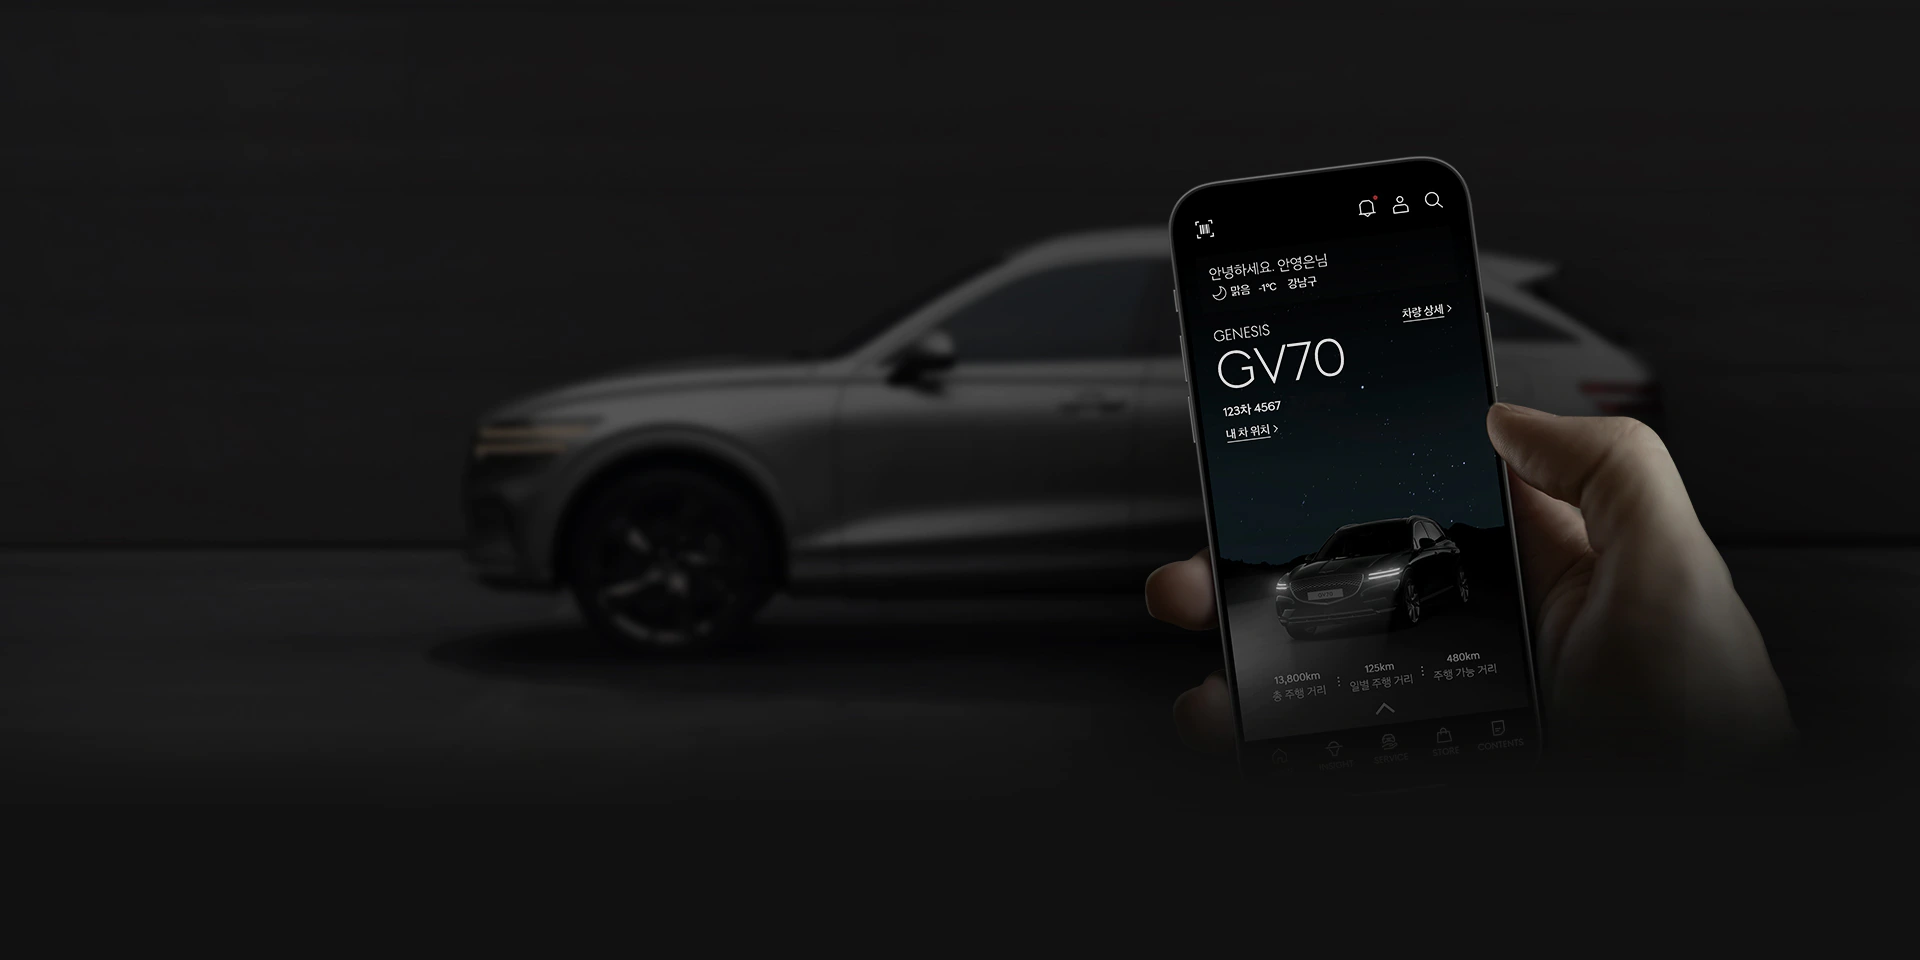 안녕하세요. 안영은님
맑음 -1°C 강남구
차량 상세
GENESIS
GV70
123차 4567
내 차 위치
GV70
13,800km
총 주행 거리
125km
일별 주행 거리
480km
주행 가능 거리
SERVICE
STORE
CONTENTS